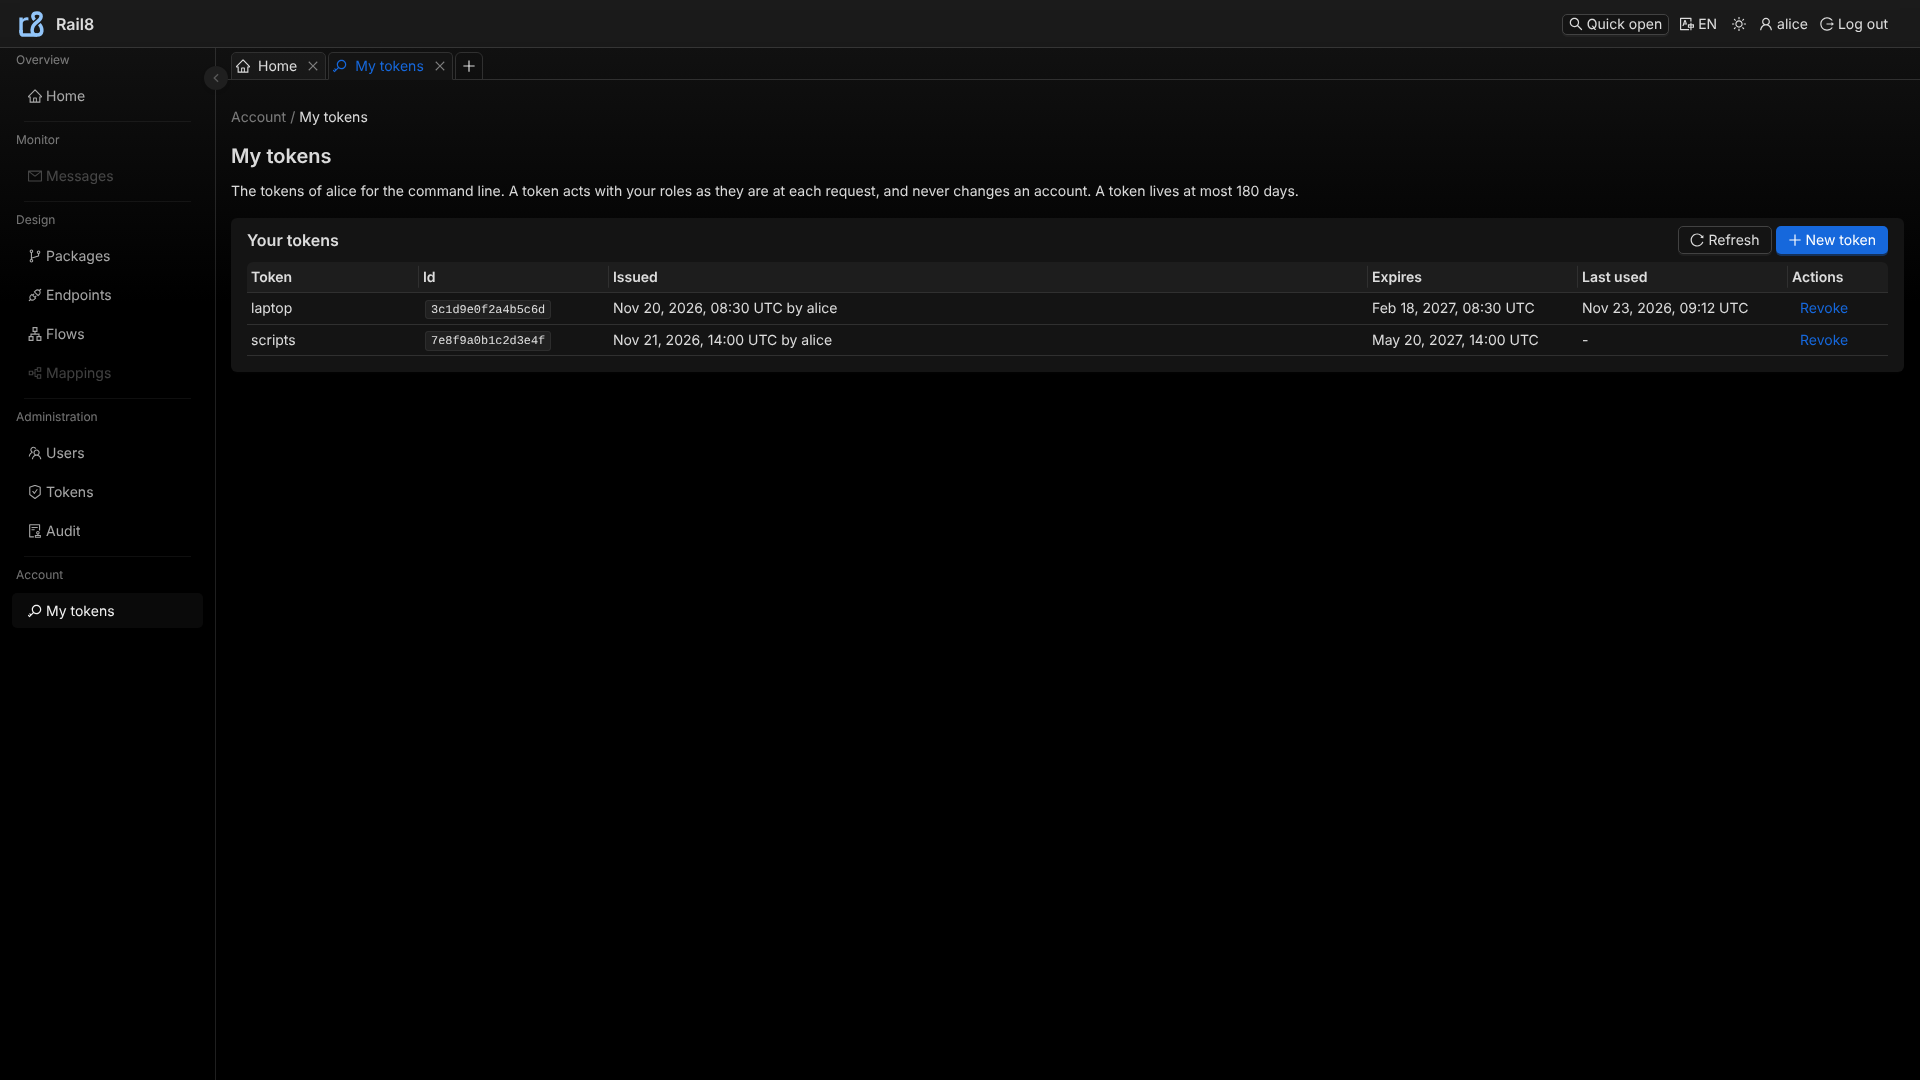 Rail8
Quick open
EN
alice
Log out
Overview
Home
Monitor
Messages
Design
Packages
Endpoints
Flows
Mappings
Administration
Users
Tokens
Audit
Account
My tokens
Home
My tokens
Account / My tokens
My tokens
The tokens of alice for the command line. A token acts with your roles as they are at each request, and never changes an account. A token lives at most 180 days.
Your tokens
Refresh
New token
Token Id Issued Expires Last used Actions
laptop 3c1d9e0f2a4b5c6d Nov 20, 2026, 08:30 UTC by alice Feb 18, 2027, 08:30 UTC Nov 23, 2026, 09:12 UTC Revoke
scripts 7e8f9a0b1c2d3e4f Nov 21, 2026, 14:00 UTC by alice May 20, 2027, 14:00 UTC - Revoke